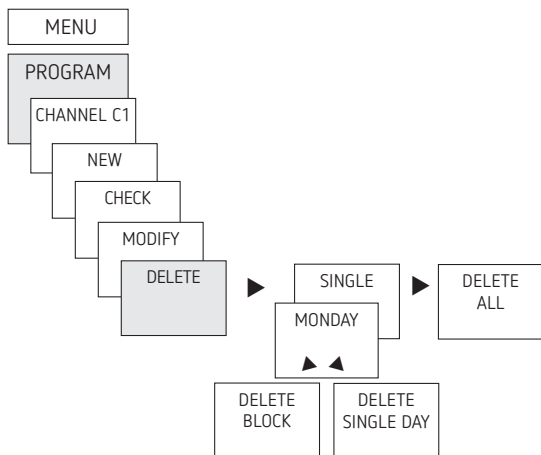 MENU
PROGRAM
CHANNEL C1
NEW
CHECK
MODIFY
DELETE
SINGLE
MONDAY
DELETE
ALL
DELETE
BLOCK
DELETE
SINGLE DAY